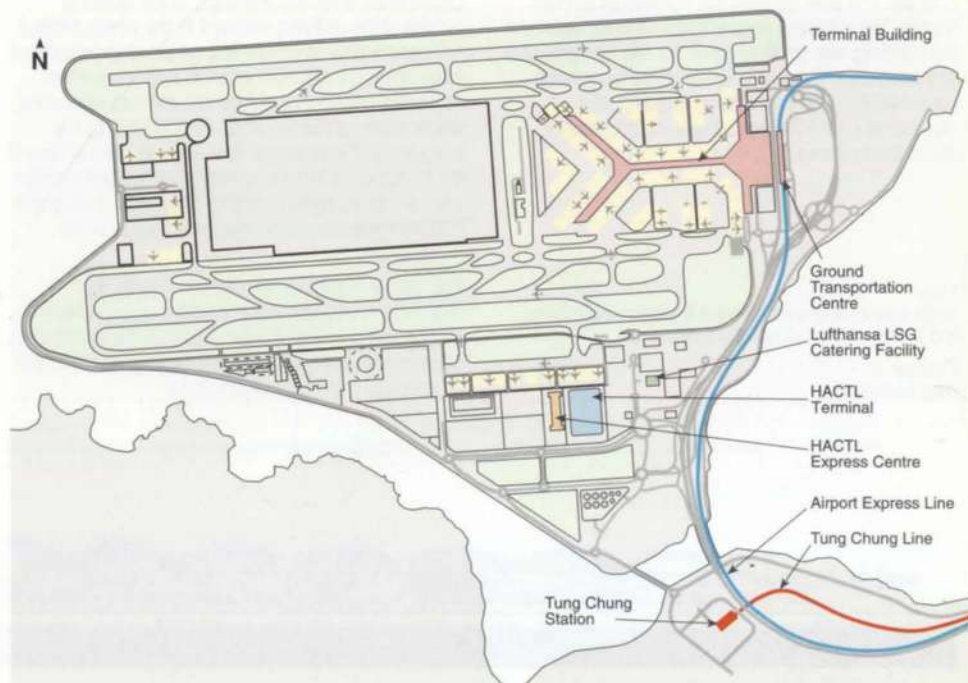 N
Terminal Building
Ground
Transportation
Centre
Lufthansa LSG
Catering Facility
HACTL
Terminal
HACTL
Express Centre
Airport Express Line
Tung Chung Line
Tung Chung
Station